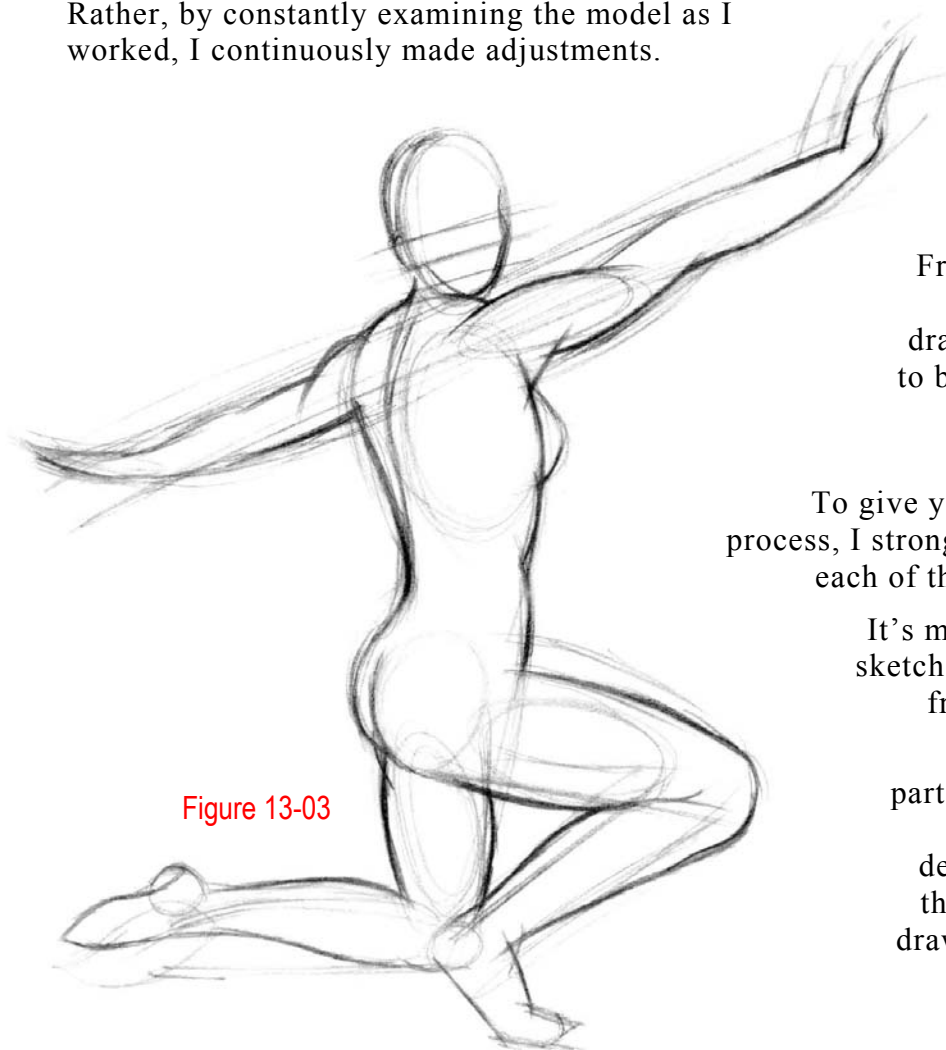 Rather, by constantly examining the model as I
worked, I continuously made adjustments.
Fr
dra
to b
To give y
process, I strong
each of th
It’s m
sketch
fr
part
Figure 13-03
de
th
draw